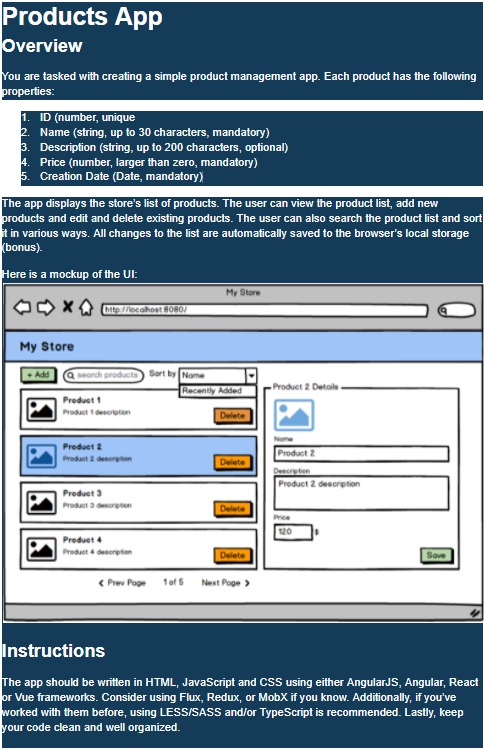 Products App
Overview
You are tasked with creating a simple product management app. Each product has the following
properties:
1. ID (number, unique
2. Name (string, up to 30 characters, mandatory)
3. Description (string, up to 200 characters, optional)
4. Price (number, larger than zero, mandatory)
5. Creation Date (Date, mandatory)
The app displays the store's list of products. The user can view the product list, add new
products and edit and delete existing products. The user can also search the product list and sort
it in various ways. All changes to the list are automatically saved to the browser's local storage
(bonus).
Here is a mockup of the UI:
My Store
http://localhost:8080/
My Store
+ Add
search products
Sort by
Name
Recently Added
Product 1
Product 1 description
Delete
Product 2
Product 2 description
Delete
Product 3
Product 3 description
Delete
Product 4
Product 4 description
Delete
< Prev Page 1 of 5 Next Page >
Product 2 Details
Name
Product 2
Description
Product 2 description
Price
120 $
Save
Instructions
The app should be written in HTML, JavaScript and CSS using either AngularJS, Angular, React
or Vue frameworks. Consider using Flux, Redux, or MobX if you know. Additionally, if you've
worked with them before, using LESS/SASS and/or TypeScript is recommended. Lastly, keep
your code clean and well organized.